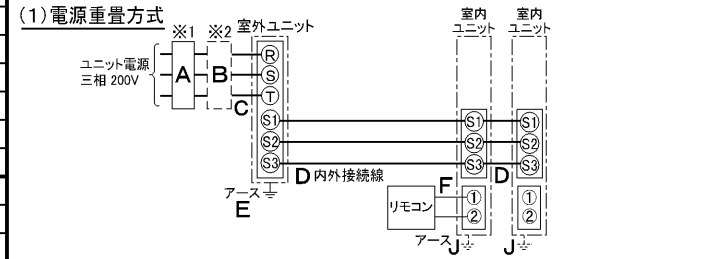 (1)電源重畳方式
※1 ※2 室外ユニット
室内ユニット
室内ユニット
ユニット電源
三相 200V
A
B
C
R
S
T
S1
S2
S3
S1
S2
S3
S1
S2
S3
D 内外接続線
D
アース
E
リモコン
F
①
②
①
②
アース J
J